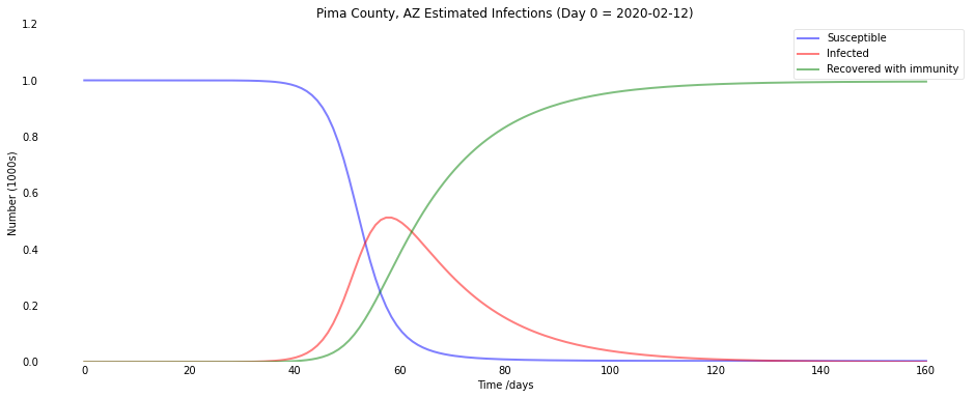 Pima County, AZ Estimated Infections (Day 0 = 2020-02-12)
1.2
Susceptible
Infected
Recovered with immunity
1.0
0.8
0.6
0.4
0.2
0.0
Number (1000s)
0 20 40 60 80 100 120 140 160
Time /days